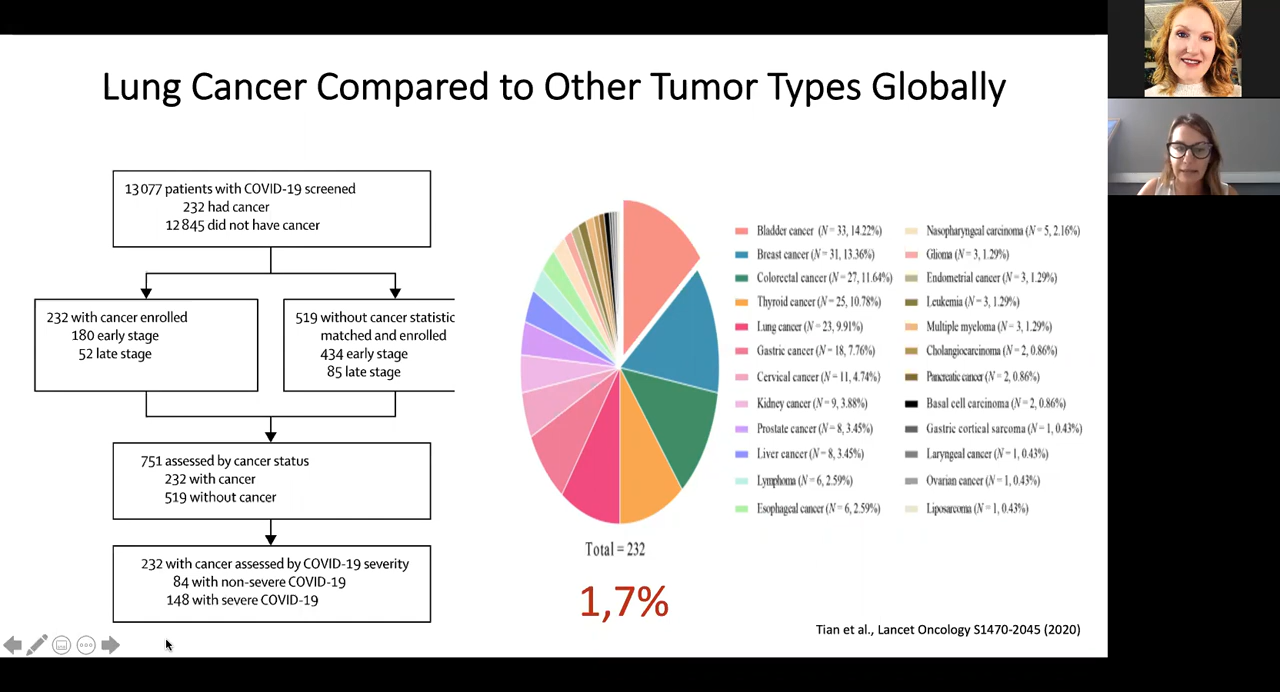 Lung Cancer Compared to Other Tumor Types Globally
13 077 patients with COVID-19 screened
232 had cancer
12 845 did not have cancer
232 with cancer enrolled
180 early stage
52 late stage
519 without cancer statistic
matched and enrolled
434 early stage
85 late stage
751 assessed by cancer status
232 with cancer
519 without cancer
232 with cancer assessed by COVID-19 severity
84 with non-severe COVID-19
148 with severe COVID-19
Bladder cancer (N = 33, 14.22%)
Breast cancer (N = 31, 13.36%)
Colorectal cancer (N = 27, 11.64%)
Thyroid cancer (N = 25, 10.78%)
Lung cancer (N = 23, 9.91%)
Gastric cancer (N = 18, 7.76%)
Cervical cancer (N = 11, 4.74%)
Kidney cancer (N = 9, 3.88%)
Prostate cancer (N = 8, 3.45%)
Liver cancer (N = 8, 3.45%)
Lymphoma (N = 6, 2.59%)
Esophageal cancer (N = 6, 2.59%)
Nasopharyngeal carcinoma (N = 5, 2.16%)
Glioma (N = 3, 1.29%)
Endometrial cancer (N = 3, 1.29%)
Leukemia (N = 3, 1.29%)
Multiple myeloma (N = 3, 1.29%)
Cholangiocarcinoma (N = 2, 0.86%)
Pancreatic cancer (N = 2, 0.86%)
Basal cell carcinoma (N = 2, 0.86%)
Gastric cortical sarcoma (N = 1, 0.43%)
Laryngeal cancer (N = 1, 0.43%)
Ovarian cancer (N = 1, 0.43%)
Liposarcoma (N = 1, 0.43%)
Total = 232
1,7%
Tian et al., Lancet Oncology S1470-2045 (2020)